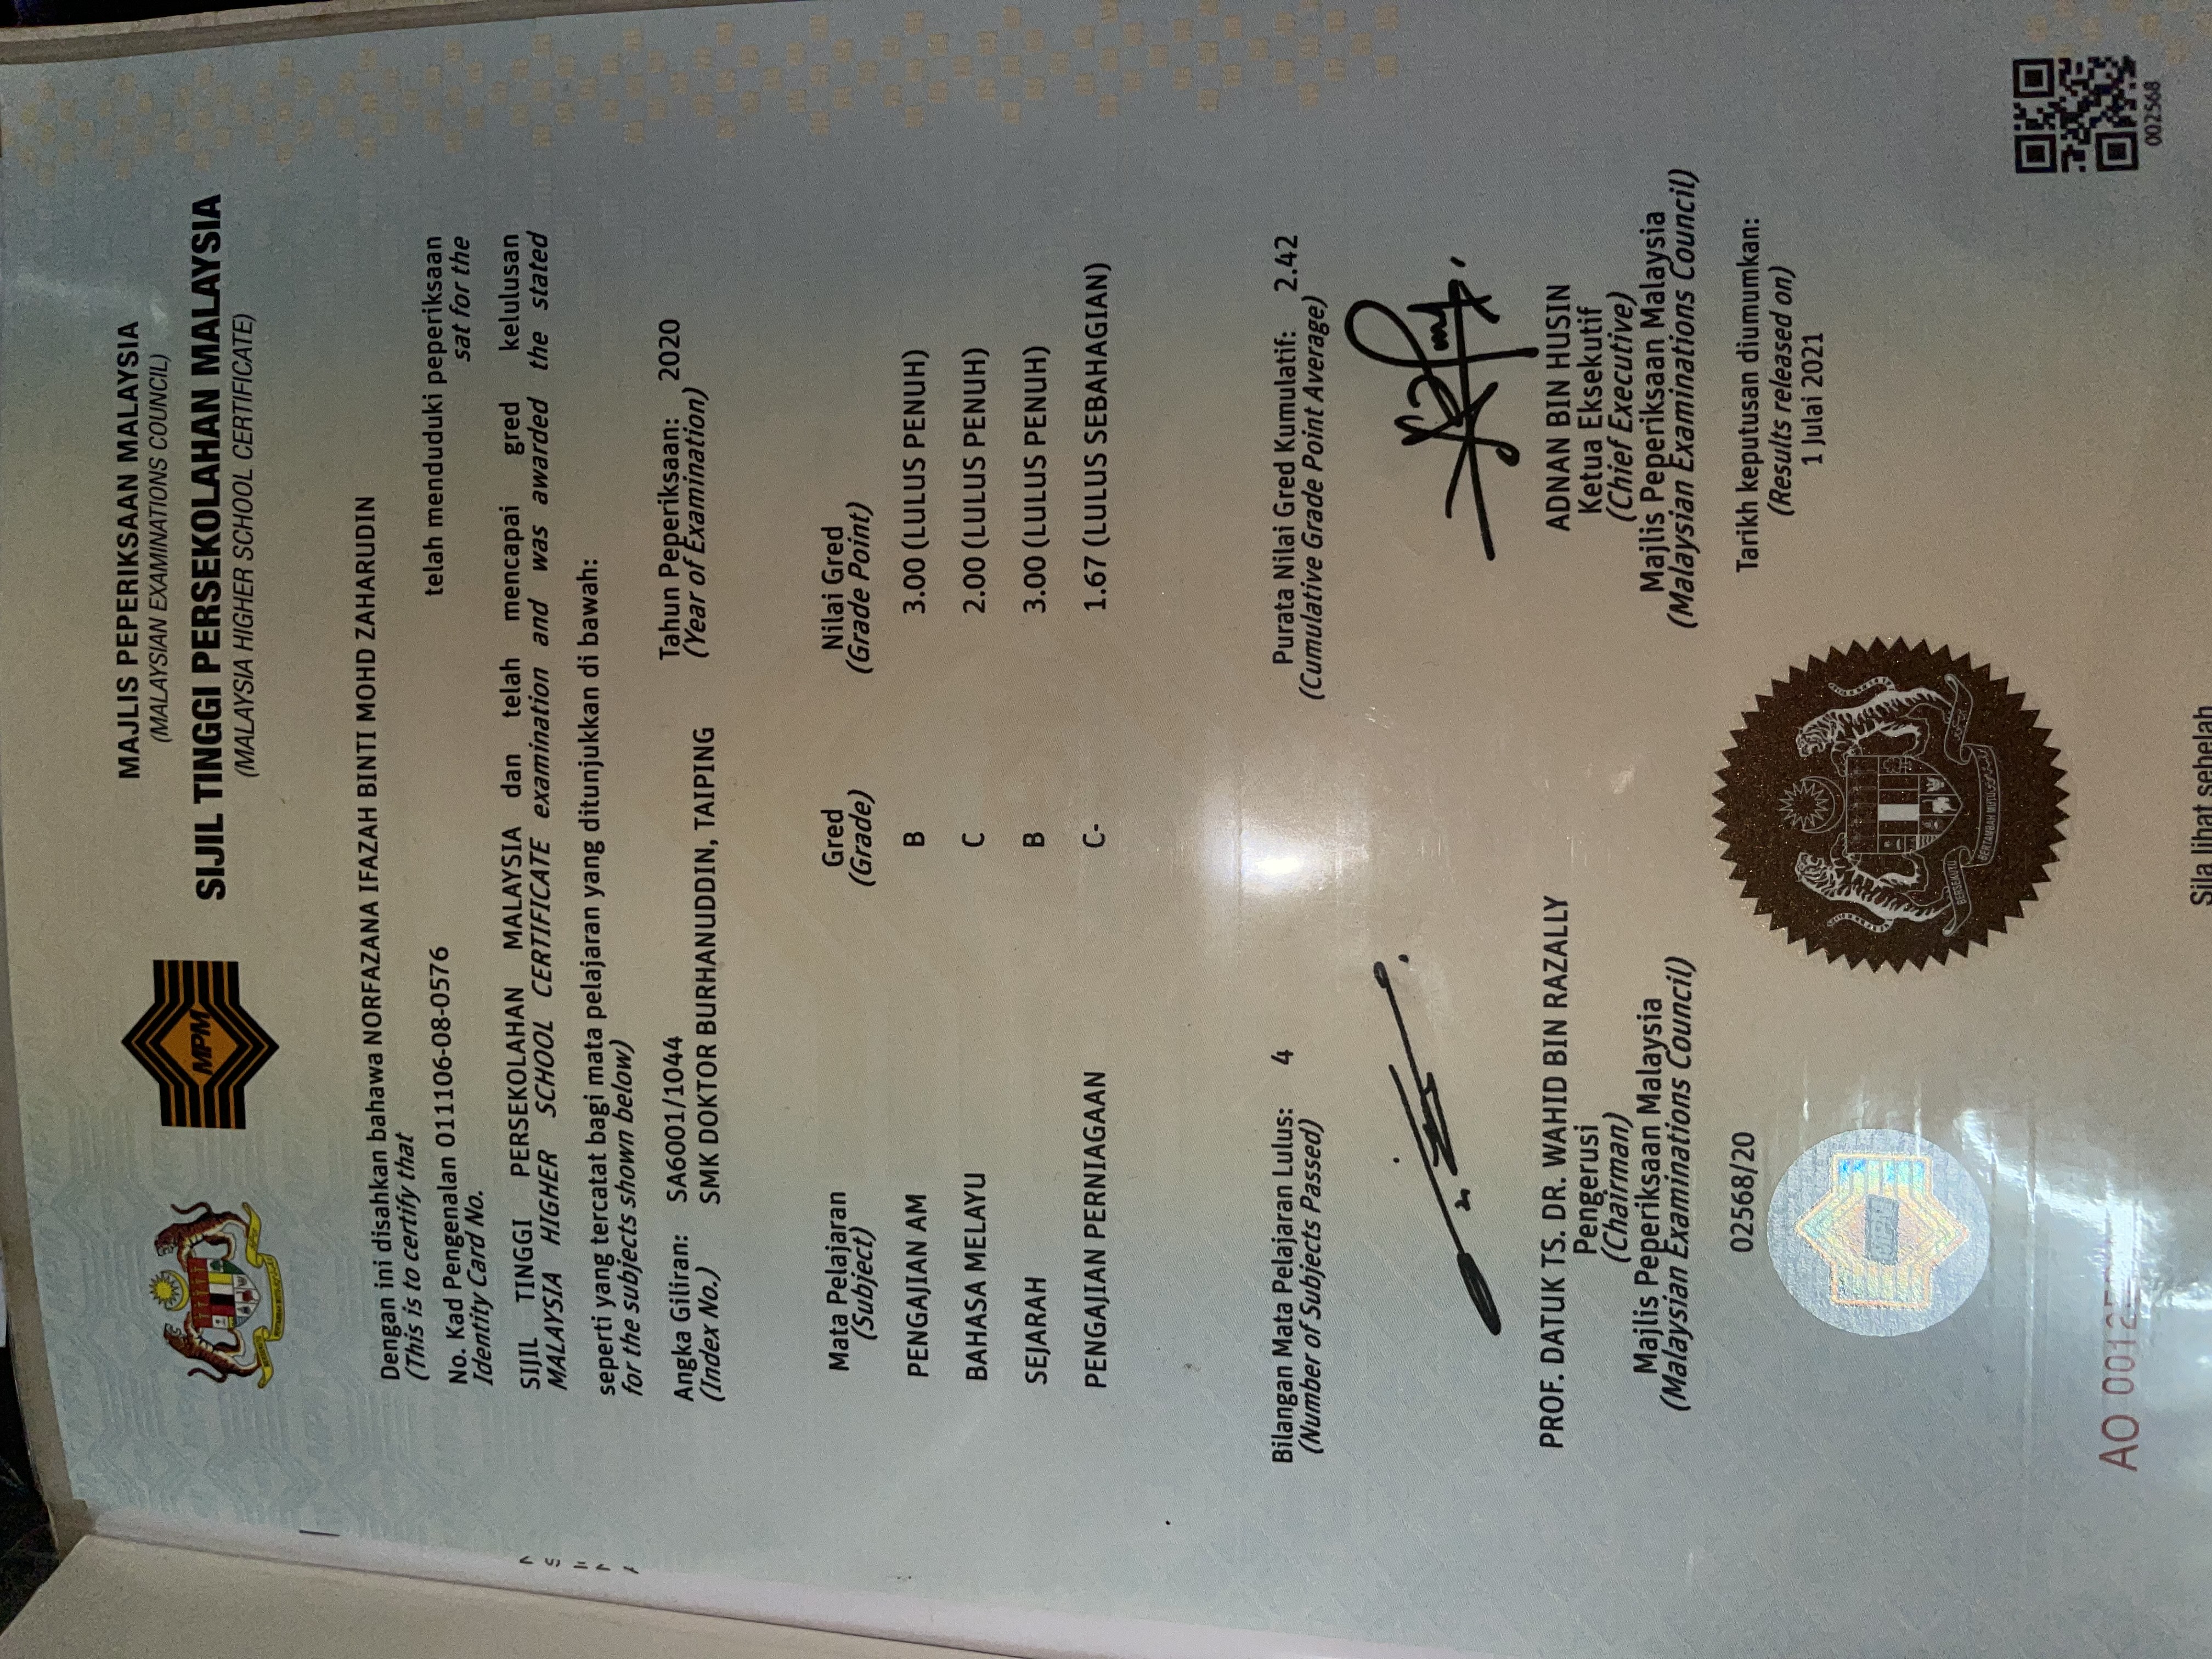 MAJLIS PEPERIKSAAN MALAYSIA
(MALAYSIAN EXAMINATIONS COUNCIL)
SIJIL TINGGI PERSEKOLAHAN MALAYSIA
(MALAYSIA HIGHER SCHOOL CERTIFICATE)
MPM
Dengan ini disahkan bahawa NORFAZANA IFAZAH BINTI MOHD ZAHARUDIN
(This is to certify that
No. Kad Pengenalan 011106-08-0576 telah menduduki peperiksaan
Identity Card No. sat for the
SIJIL TINGGI PERSEKOLAHAN MALAYSIA dan telah mencapai gred kelulusan
MALAYSIA HIGHER SCHOOL CERTIFICATE examination and was awarded the stated
seperti yang tercatat bagi mata pelajaran yang ditunjukkan di bawah:
for the subjects shown below)
Angka Giliran: SA6001/1044 Tahun Peperiksaan: 2020
(Index No.) SMK DOKTOR BURHANUDDIN, TAIPING (Year of Examination)
Mata Pelajaran Gred Nilai Gred
(Subject) (Grade) (Grade Point)
PENGAJIAN AM B 3.00 (LULUS PENUH)
BAHASA MELAYU C 2.00 (LULUS PENUH)
SEJARAH B 3.00 (LULUS PENUH)
PENGAJIAN PERNIAGAAN C- 1.67 (LULUS SEBAHAGIAN)
Bilangan Mata Pelajaran Lulus: 4 Purata Nilai Gred Kumulatif: 2.42
(Number of Subjects Passed) (Cumulative Grade Point Average)
PROF. DATUK TS. DR. WAHID BIN RAZALLY ADNAN BIN HUSIN
Pengerusi Ketua Eksekutif
(Chairman) (Chief Executive)
Majlis Peperiksaan Malaysia Majlis Peperiksaan Malaysia
(Malaysian Examinations Council) (Malaysian Examinations Council)
02568/20 Tarikh keputusan diumumkan:
(Results released on)
1 Julai 2021
MPM
BERSEKUTU
BERTAMBAH MUTU
AO 0012
002568
Sila lihat sebelah